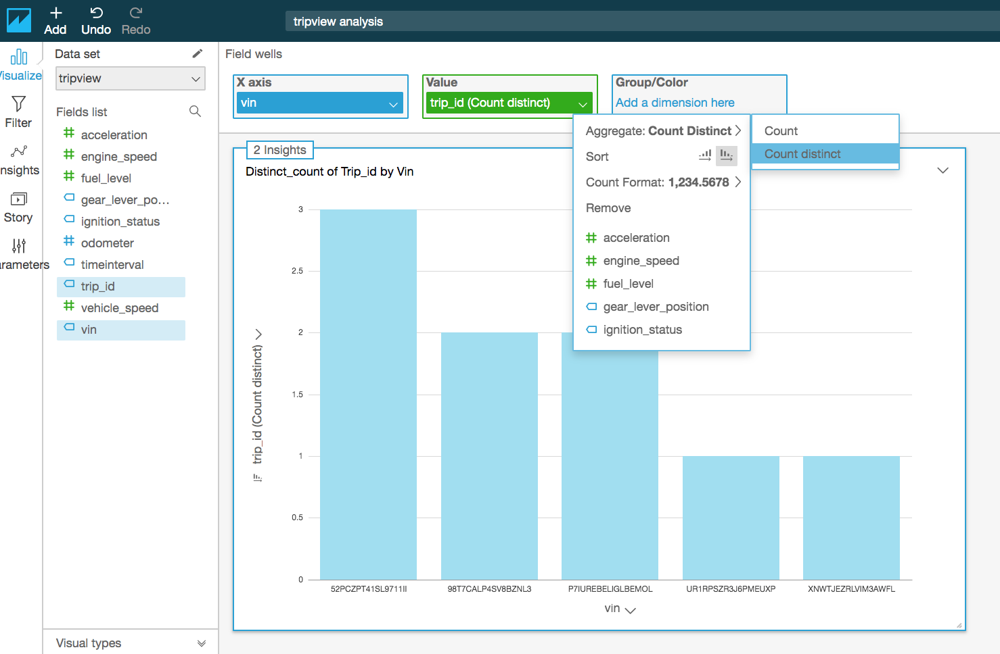 Add
Undo
Redo
tripview analysis
Visualize
Filter
nsights
Story
arameters
Data set
tripview
Fields list
acceleration
engine_speed
fuel_level
gear_lever_po...
ignition_status
odometer
timeinterval
trip_id
vehicle_speed
vin
Visual types
Field wells
X axis
vin
Value
trip_id (Count distinct)
Group/Color
Add a dimension here
Aggregate: Count Distinct
Sort
Count Format: 1,234.5678
Remove
acceleration
engine_speed
fuel_level
gear_lever_position
ignition_status
Count
Count distinct
2 Insights
Distinct_count of Trip_id by Vin
3
2.5
2
1.5
1
0.5
0
trip_id (Count distinct)
52PCZPT41SL9711II
98T7CALP4SV8BZNL3
P7IUREBELIGLBEMOL
UR1RPSZR3J6PMEUXP
XNWTJEZRLVIM3AWFL
vin